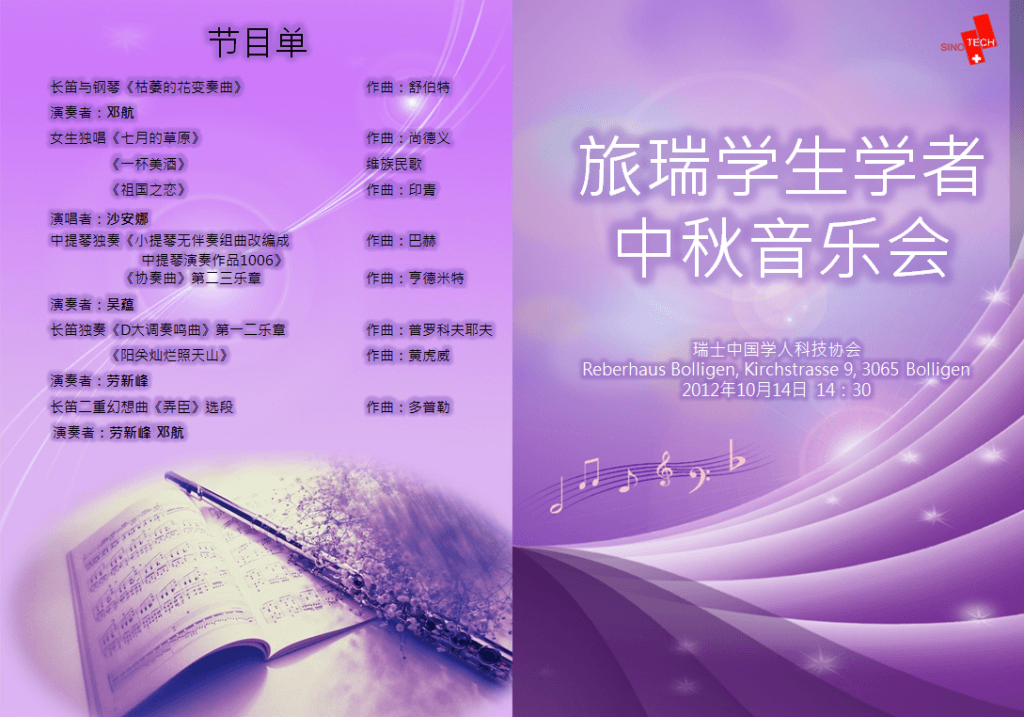 节目单
长笛与钢琴《枯萎的花变奏曲》 作曲：舒伯特
演奏者：邓航
女生独唱《七月的草原》 作曲：尚德义
《一杯美酒》 维族民歌
《祖国之恋》 作曲：印青
演唱者：沙安娜
中提琴独奏《小提琴无伴奏组曲改编成 作曲：巴赫
中提琴演奏作品1006》
《协奏曲》第二三乐章 作曲：亨德米特
演奏者：吴蕴
长笛独奏《D大调奏鸣曲》第一二乐章 作曲：普罗科夫耶夫
《阳光灿烂照天山》 作曲：黄虎威
演奏者：劳新峰
长笛二重幻想曲《弄臣》选段 作曲：多普勒
演奏者：劳新峰 邓航
SINO TECH
旅瑞学生学者
中秋音乐会
瑞士中国学人科技协会
Reberhaus Bolligen, Kirchstrasse 9, 3065 Bolligen
2012年10月14日 14：30